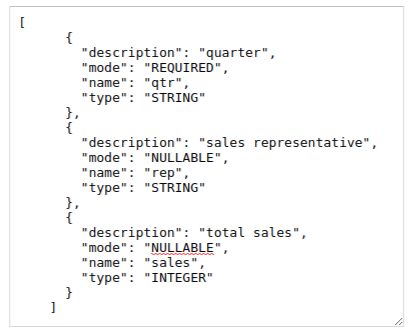 [
{
"description": "quarter",
"mode": "REQUIRED",
"name": "qtr",
"type": "STRING"
},
{
"description": "sales representative",
"mode": "NULLABLE",
"name": "rep",
"type": "STRING"
},
{
"description": "total sales",
"mode": "NULLABLE",
"name": "sales",
"type": "INTEGER"
}
]